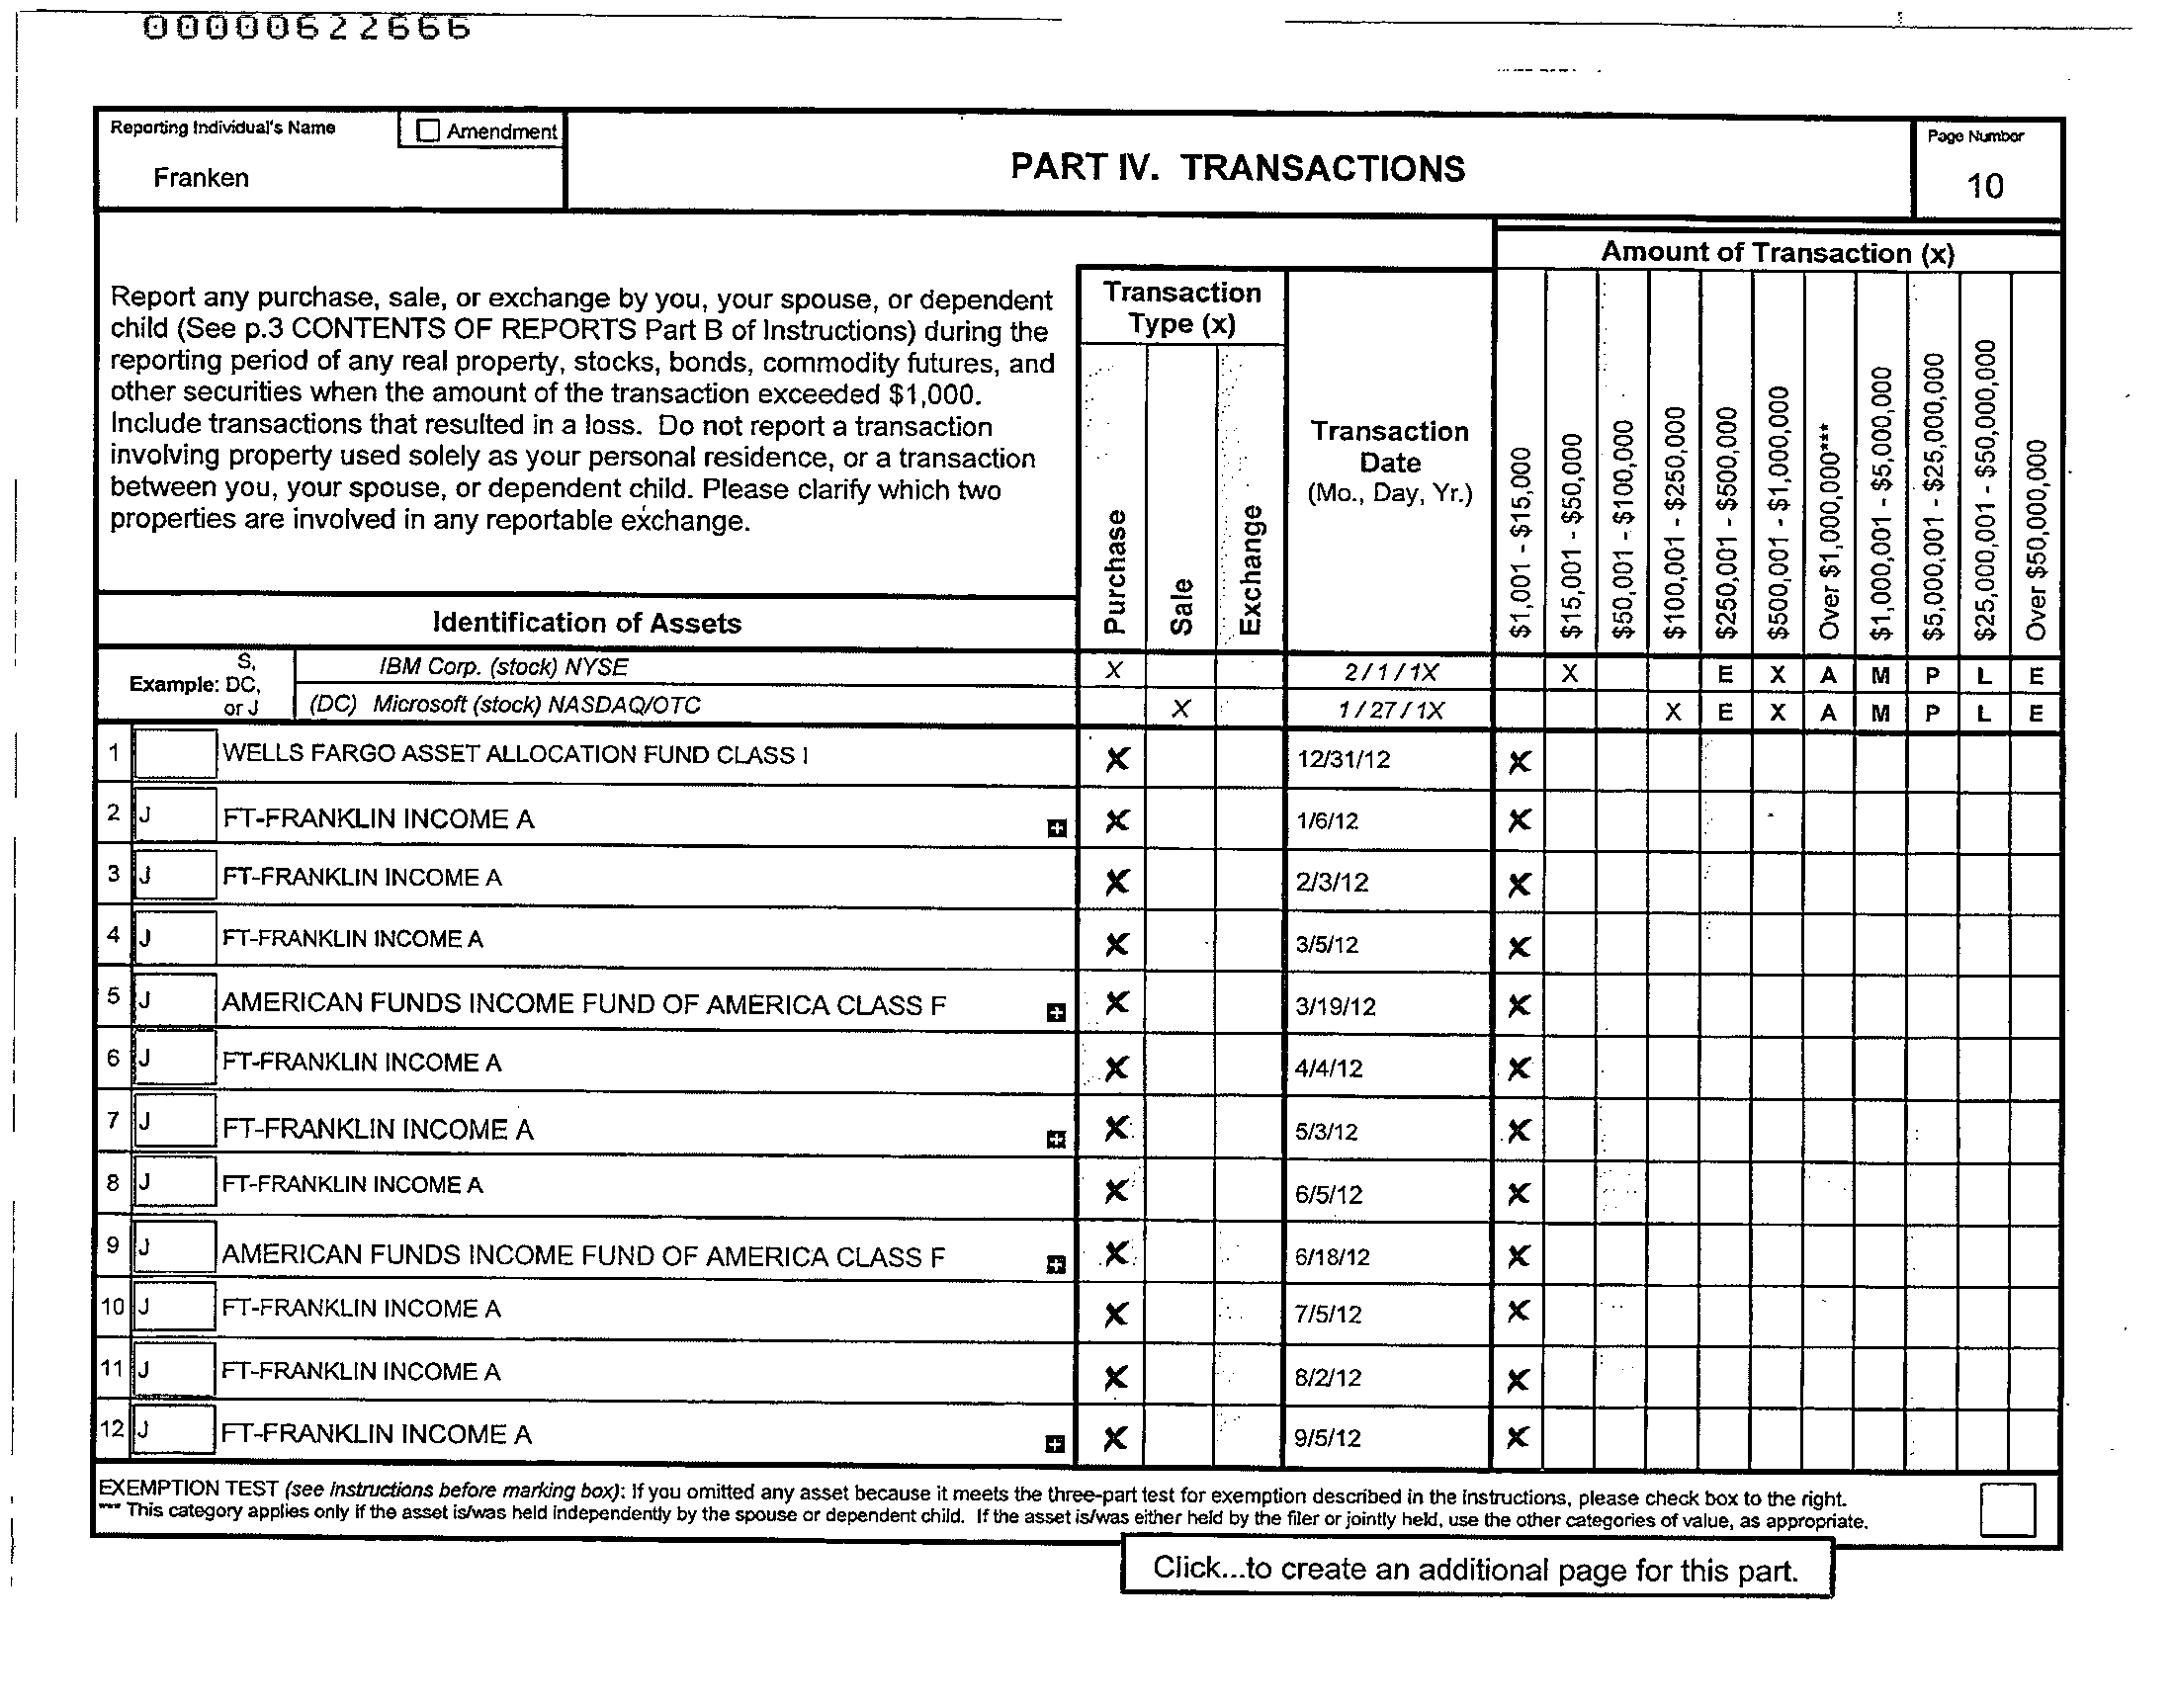 00000622666
Reporting Individual's Name
Amendment
Franken
PART IV. TRANSACTIONS
Page Number
10
Report any purchase, sale, or exchange by you, your spouse, or dependent
child (See p.3 CONTENTS OF REPORTS Part B of Instructions) during the
reporting period of any real property, stocks, bonds, commodity futures, and
other securities when the amount of the transaction exceeded $1,000.
Include transactions that resulted in a loss. Do not report a transaction
involving property used solely as your personal residence, or a transaction
between you, your spouse, or dependent child. Please clarify which two
properties are involved in any reportable exchange.
Identification of Assets
Transaction
Type (x)
Purchase
Sale
Exchange
Transaction
Date
(Mo., Day, Yr.)
Amount of Transaction (x)
$1,001 - $15,000
$15,001 - $50,000
$50,001 - $100,000
$100,001 - $250,000
$250,001 - $500,000
$500,001 - $1,000,000
Over $1,000,000***
$1,000,001 - $5,000,000
$5,000,001 - $25,000,000
$25,000,001 - $50,000,000
Over $50,000,000
Example: S, DC, or J
IBM Corp. (stock) NYSE X 2 / 1 / 1X X E X A M P L E
(DC) Microsoft (stock) NASDAQ/OTC X 1 / 27 / 1X X E X A M P L E
1 WELLS FARGO ASSET ALLOCATION FUND CLASS I X 12/31/12 X
2 J FT-FRANKLIN INCOME A + X 1/6/12 X
3 J FT-FRANKLIN INCOME A X 2/3/12 X
4 J FT-FRANKLIN INCOME A X 3/5/12 X
5 J AMERICAN FUNDS INCOME FUND OF AMERICA CLASS F + X 3/19/12 X
6 J FT-FRANKLIN INCOME A X 4/4/12 X
7 J FT-FRANKLIN INCOME A + X 5/3/12 X
8 J FT-FRANKLIN INCOME A X 6/5/12 X
9 J AMERICAN FUNDS INCOME FUND OF AMERICA CLASS F + X 6/18/12 X
10 J FT-FRANKLIN INCOME A X 7/5/12 X
11 J FT-FRANKLIN INCOME A X 8/2/12 X
12 J FT-FRANKLIN INCOME A + X 9/5/12 X
EXEMPTION TEST (see instructions before marking box): If you omitted any asset because it meets the three-part test for exemption described in the instructions, please check box to the right.
*** This category applies only if the asset is/was held independently by the spouse or dependent child. If the asset is/was either held by the filer or jointly held, use the other categories of value, as appropriate.
Click...to create an additional page for this part.